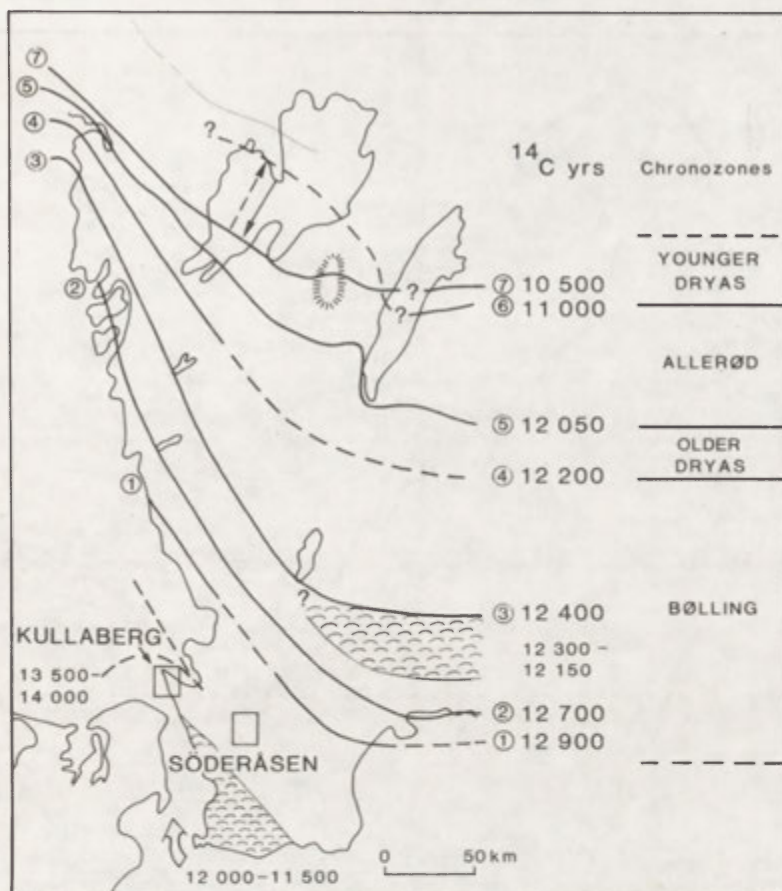 ⑦
⑤
④
③
②
①
?
?
?
?
¹⁴C yrs
Chronozones
⑦ 10 500
⑥ 11 000
⑤ 12 050
④ 12 200
③ 12 400
12 300 –
12 150
② 12 700
① 12 900
YOUNGER
DRYAS
ALLERØD
OLDER
DRYAS
BØLLING
KULLABERG
13 500–
14 000
SÖDERÅSEN
12 000–11 500
0 50 km